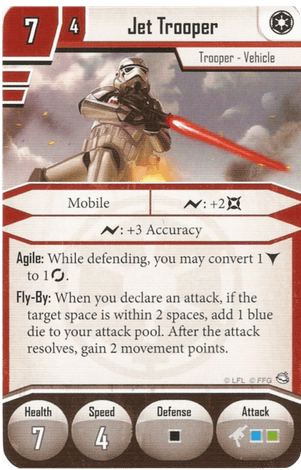 7 4 Jet Trooper
Trooper - Vehicle
Mobile : +2
: +3 Accuracy
Agile: While defending, you may convert 1
to 1 .
Fly-By: When you declare an attack, if the
target space is within 2 spaces, add 1 blue
die to your attack pool. After the attack
resolves, gain 2 movement points.
© LFL © FFG
Health Speed Defense Attack
7 4